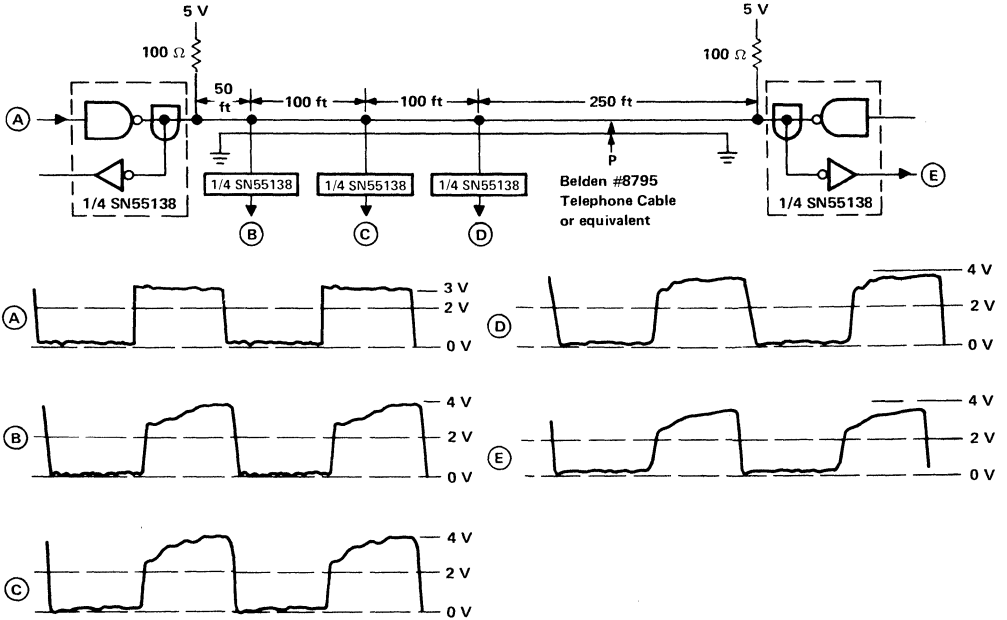 5 V
5 V
100 Ω
100 Ω
50 ft
100 ft
100 ft
250 ft
A
1/4 SN55138
1/4 SN55138
1/4 SN55138
1/4 SN55138
P
Belden #8795
Telephone Cable
or equivalent
1/4 SN55138
E
B
C
D
A
3 V
2 V
0 V
D
4 V
2 V
0 V
B
4 V
2 V
0 V
E
4 V
2 V
0 V
C
4 V
2 V
0 V